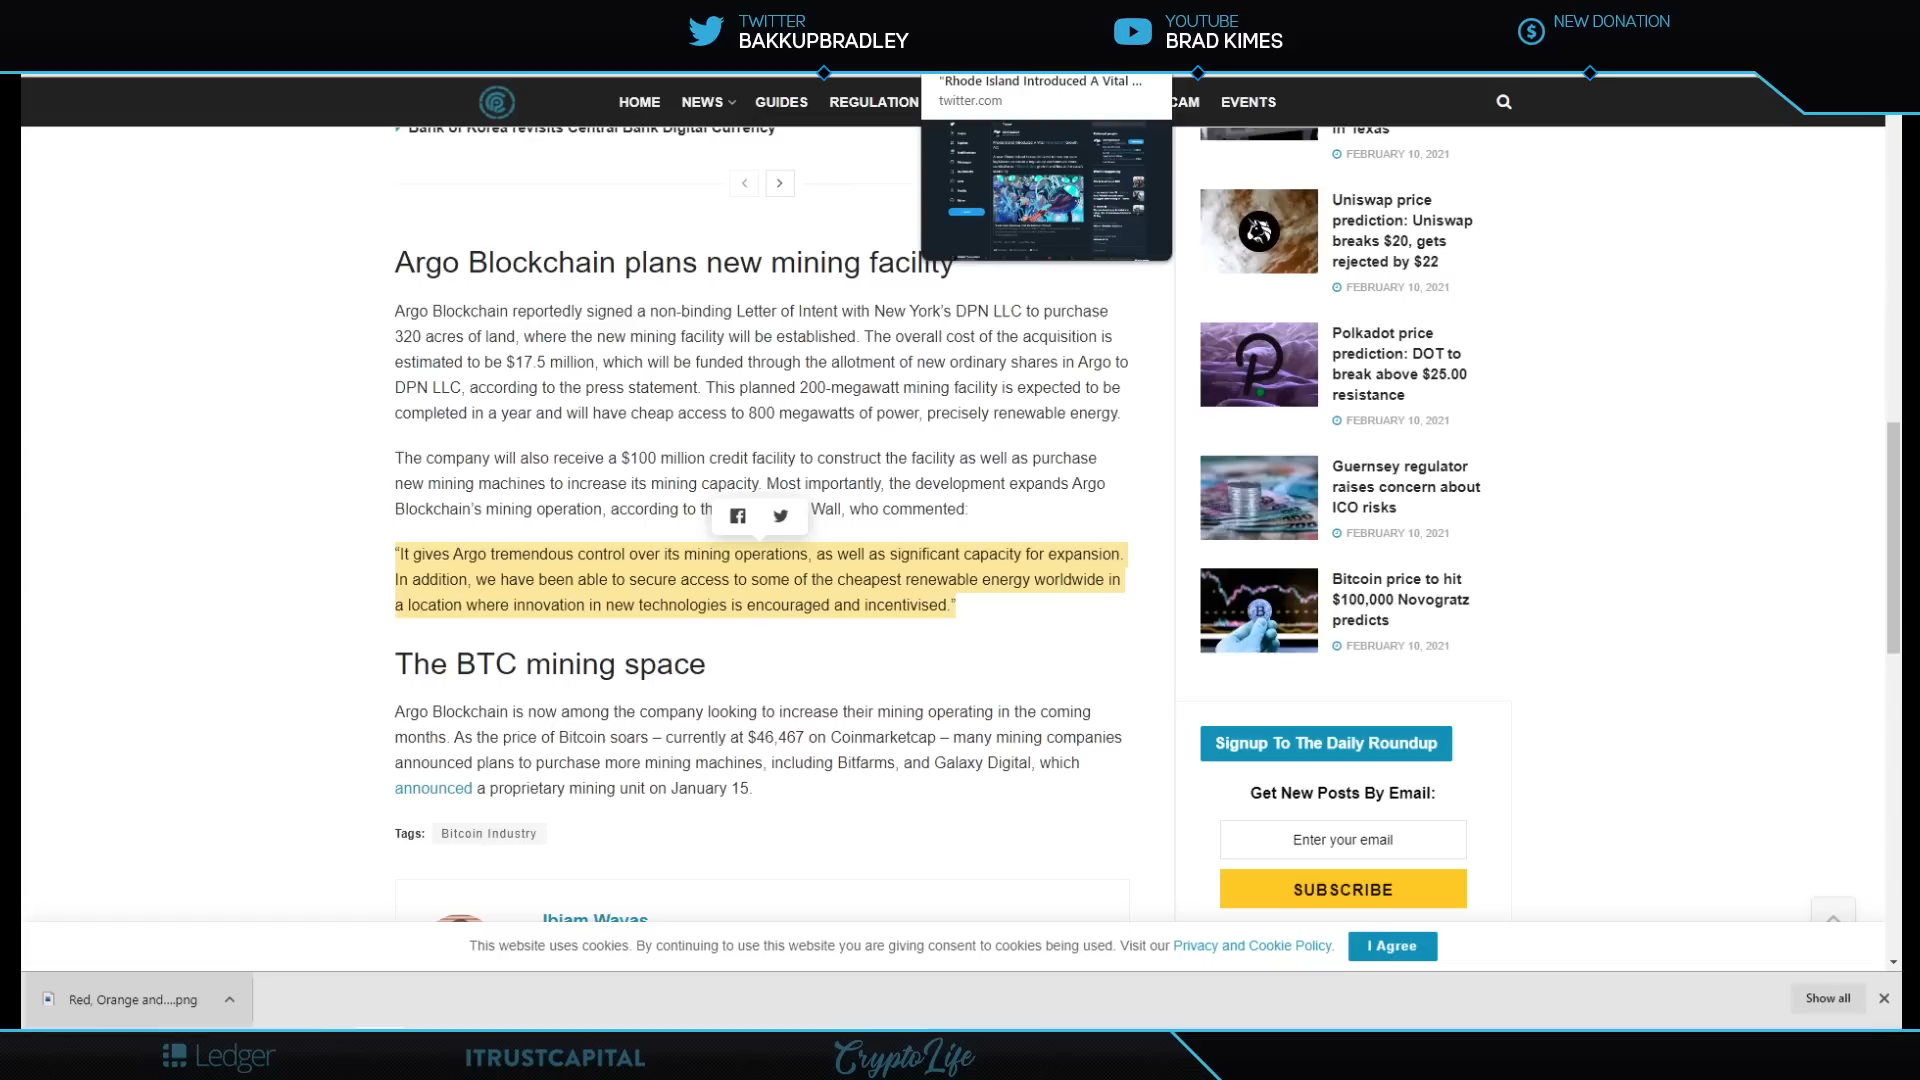 TWITTER
BAKKUPBRADLEY
YOUTUBE
BRAD KIMES
NEW DONATION
HOME NEWS GUIDES REGULATION CAM EVENTS
"Rhode Island Introduced A Vital ...
twitter.com
Bank of Korea revisits Central Bank Digital Currency
Argo Blockchain plans new mining facility
Argo Blockchain reportedly signed a non-binding Letter of Intent with New York's DPN LLC to purchase
320 acres of land, where the new mining facility will be established. The overall cost of the acquisition is
estimated to be $17.5 million, which will be funded through the allotment of new ordinary shares in Argo to
DPN LLC, according to the press statement. This planned 200-megawatt mining facility is expected to be
completed in a year and will have cheap access to 800 megawatts of power, precisely renewable energy.
The company will also receive a $100 million credit facility to construct the facility as well as purchase
new mining machines to increase its mining capacity. Most importantly, the development expands Argo
Blockchain's mining operation, according to th Wall, who commented:
“It gives Argo tremendous control over its mining operations, as well as significant capacity for expansion.
In addition, we have been able to secure access to some of the cheapest renewable energy worldwide in
a location where innovation in new technologies is encouraged and incentivised.”
The BTC mining space
Argo Blockchain is now among the company looking to increase their mining operating in the coming
months. As the price of Bitcoin soars – currently at $46,467 on Coinmarketcap – many mining companies
announced plans to purchase more mining machines, including Bitfarms, and Galaxy Digital, which
announced a proprietary mining unit on January 15.
Tags: Bitcoin Industry
Ibiam Wayas
in Texas
FEBRUARY 10, 2021
Uniswap price
prediction: Uniswap
breaks $20, gets
rejected by $22
FEBRUARY 10, 2021
Polkadot price
prediction: DOT to
break above $25.00
resistance
FEBRUARY 10, 2021
Guernsey regulator
raises concern about
ICO risks
FEBRUARY 10, 2021
Bitcoin price to hit
$100,000 Novogratz
predicts
FEBRUARY 10, 2021
Signup To The Daily Roundup
Get New Posts By Email:
Enter your email
SUBSCRIBE
This website uses cookies. By continuing to use this website you are giving consent to cookies being used. Visit our Privacy and Cookie Policy. I Agree
Red, Orange and....png
Show all
Ledger
ITRUSTCAPITAL
CryptoLife